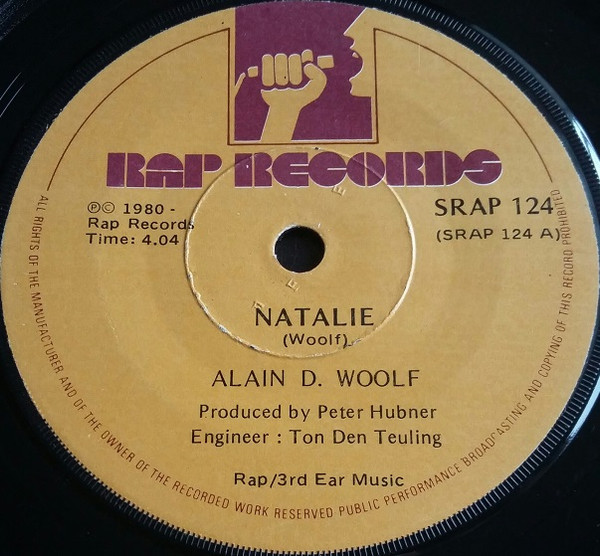 RAP RECORDS
℗© 1980 -
Rap Records
Time: 4.04
SRAP 124
(SRAP 124 A)
NATALIE
(Woolf)
ALAIN D. WOOLF
Produced by Peter Hubner
Engineer : Ton Den Teuling
Rap/3rd Ear Music
ALL RIGHTS OF THE MANUFACTURER AND OF THE OWNER OF THE RECORDED WORK RESERVED PUBLIC PERFORMANCE BROADCASTING AND COPYING OF THIS RECORD PROHIBITED